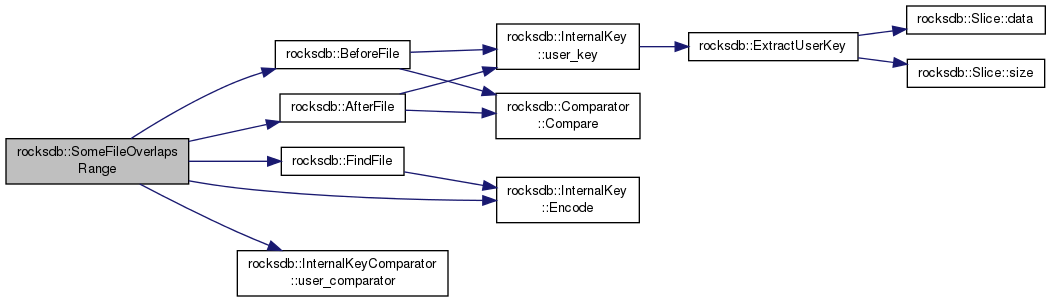 rocksdb::SomeFileOverlaps
Range
rocksdb::BeforeFile
rocksdb::AfterFile
rocksdb::FindFile
rocksdb::InternalKeyComparator
::user_comparator
rocksdb::InternalKey
::user_key
rocksdb::Comparator
::Compare
rocksdb::InternalKey
::Encode
rocksdb::ExtractUserKey
rocksdb::Slice::data
rocksdb::Slice::size